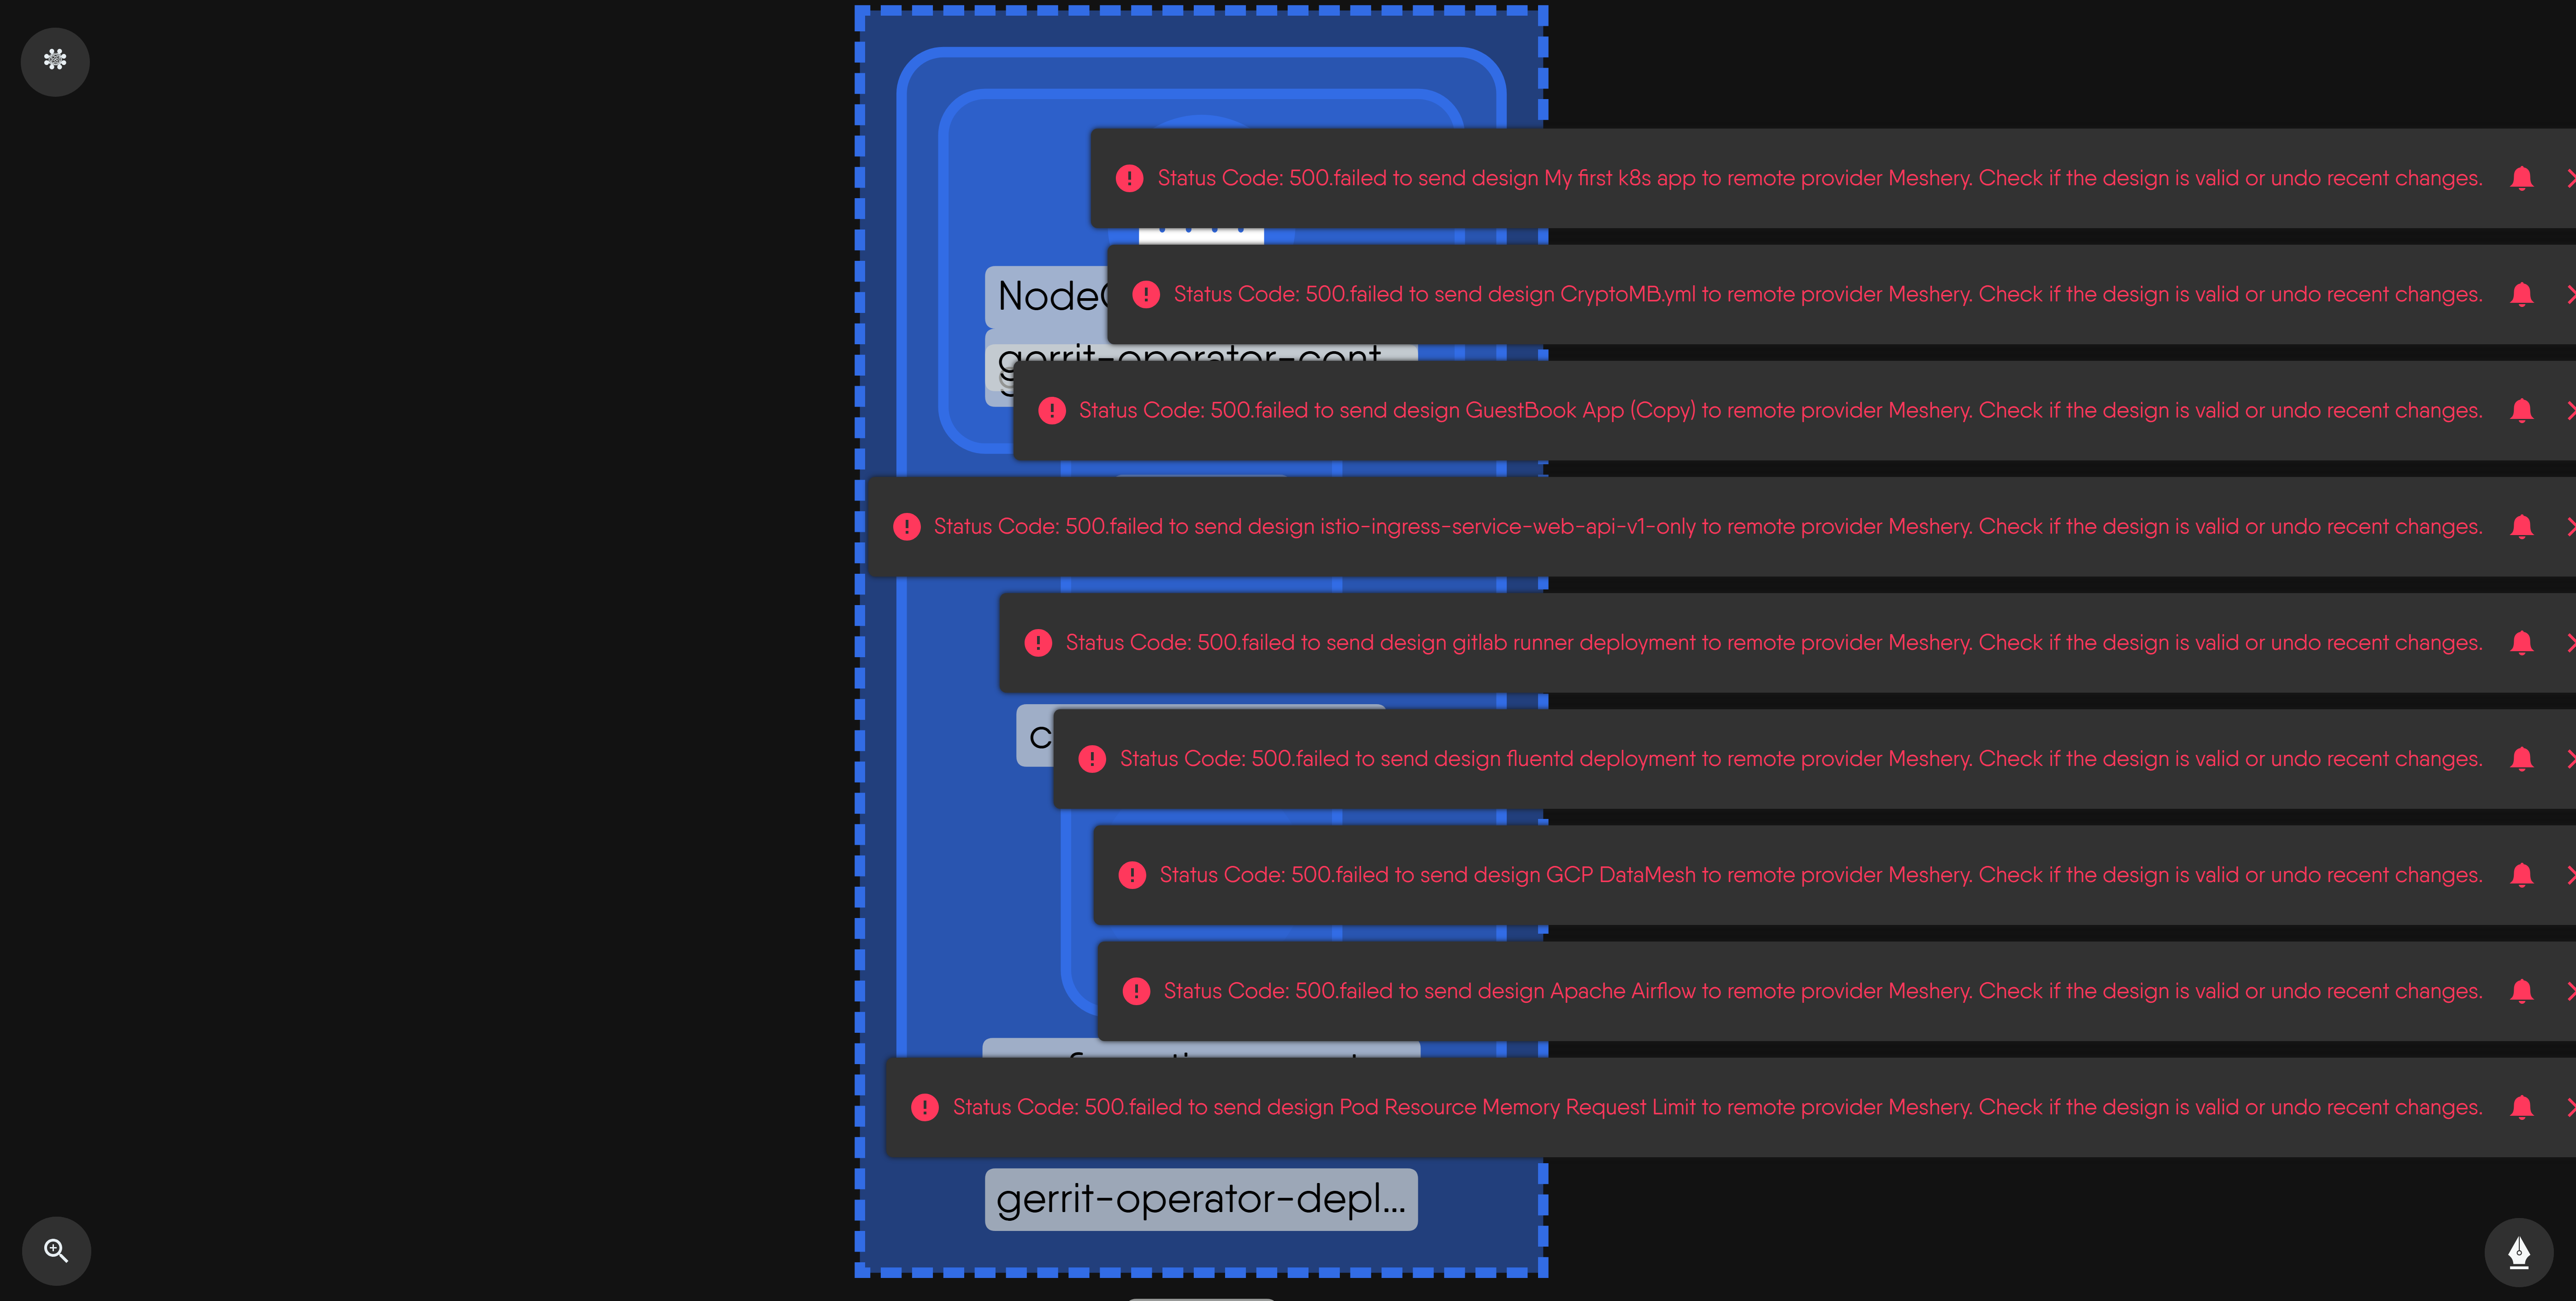 Status Code: 500.failed to send design My first k8s app to remote provider Meshery. Check if the design is valid or undo recent changes.
Status Code: 500.failed to send design CryptoMB.yml to remote provider Meshery. Check if the design is valid or undo recent changes.
gerrit-operator-cont...
Status Code: 500.failed to send design GuestBook App (Copy) to remote provider Meshery. Check if the design is valid or undo recent changes.
Status Code: 500.failed to send design istio-ingress-service-web-api-v1-only to remote provider Meshery. Check if the design is valid or undo recent changes.
Status Code: 500.failed to send design gitlab runner deployment to remote provider Meshery. Check if the design is valid or undo recent changes.
Status Code: 500.failed to send design fluentd deployment to remote provider Meshery. Check if the design is valid or undo recent changes.
Status Code: 500.failed to send design GCP DataMesh to remote provider Meshery. Check if the design is valid or undo recent changes.
Status Code: 500.failed to send design Apache Airflow to remote provider Meshery. Check if the design is valid or undo recent changes.
Status Code: 500.failed to send design Pod Resource Memory Request Limit to remote provider Meshery. Check if the design is valid or undo recent changes.
gerrit-operator-depl...